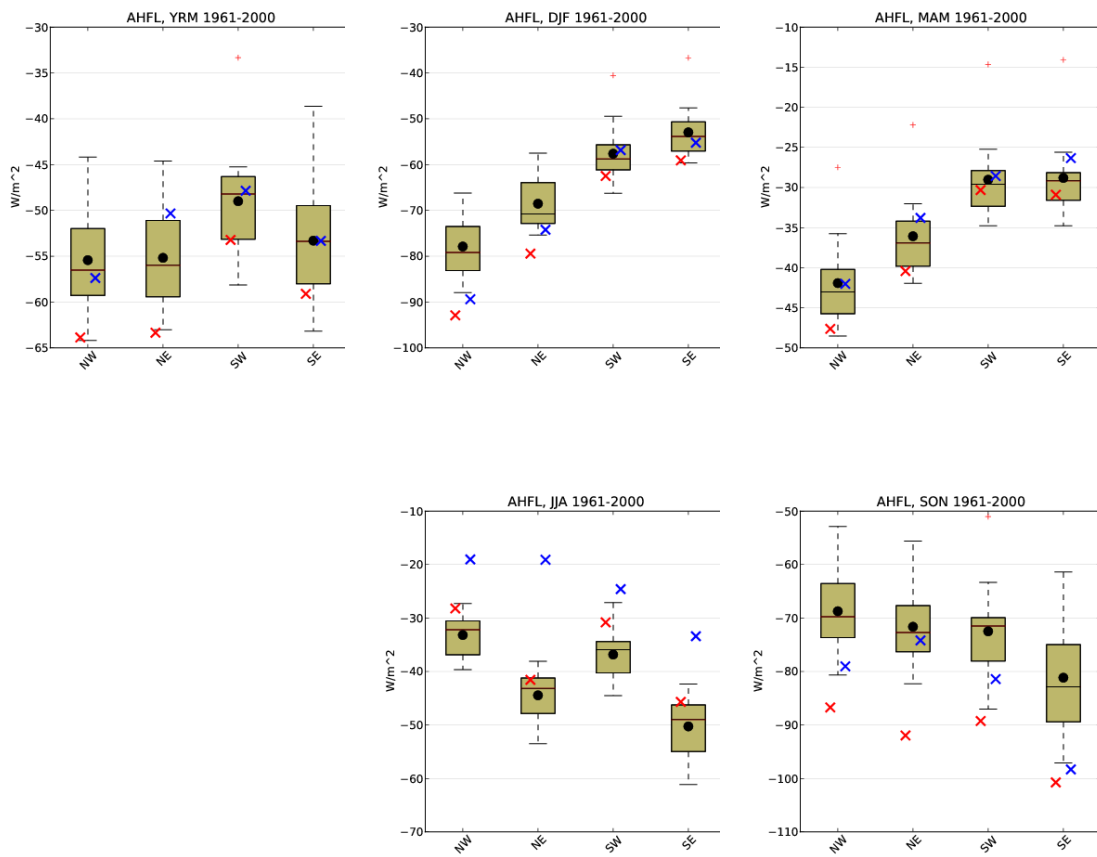 AHFL, YRM 1961-2000
W/m^2
−30
−35
−40
−45
−50
−55
−60
−65
NW
NE
SW
SE
AHFL, DJF 1961-2000
W/m^2
−30
−40
−50
−60
−70
−80
−90
−100
NW
NE
SW
SE
AHFL, MAM 1961-2000
W/m^2
−10
−15
−20
−25
−30
−35
−40
−45
−50
NW
NE
SW
SE
AHFL, JJA 1961-2000
W/m^2
−10
−20
−30
−40
−50
−60
−70
NW
NE
SW
SE
AHFL, SON 1961-2000
W/m^2
−50
−60
−70
−80
−90
−100
−110
NW
NE
SW
SE